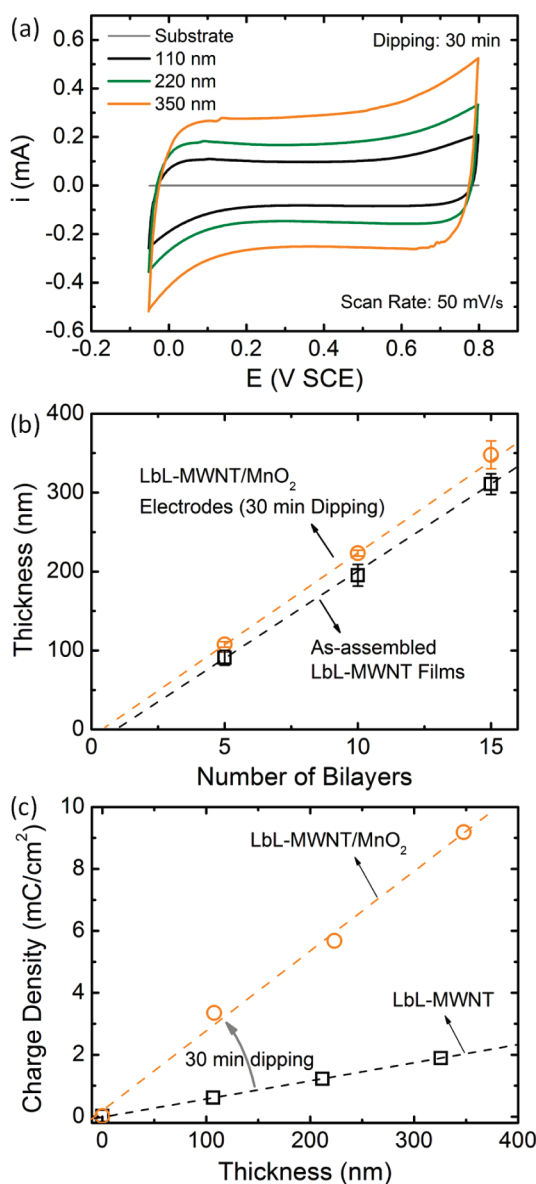 (a)
Substrate
110 nm
220 nm
350 nm
Dipping: 30 min
Scan Rate: 50 mV/s
i (mA)
0.6
0.4
0.2
0.0
-0.2
-0.4
-0.6
-0.2 0.0 0.2 0.4 0.6 0.8 1.0
E (V SCE)
(b)
LbL-MWNT/MnO₂
Electrodes (30 min Dipping)
As-assembled
LbL-MWNT Films
Thickness (nm)
400
300
200
100
0
0 5 10 15
Number of Bilayers
(c)
LbL-MWNT/MnO₂
LbL-MWNT
30 min dipping
Charge Density (mC/cm²)
10
8
6
4
2
0
0 100 200 300 400
Thickness (nm)